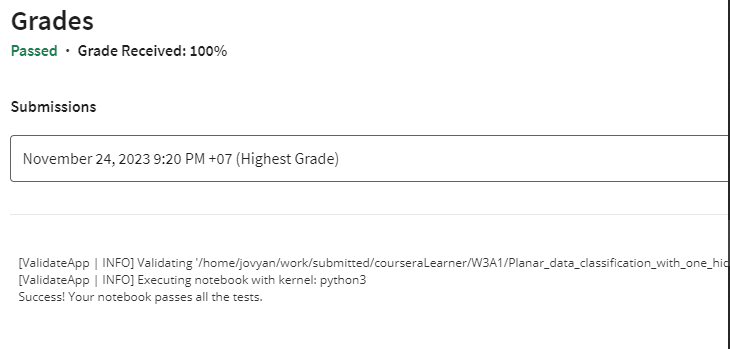 Grades
Passed · Grade Received: 100%
Submissions
November 24, 2023 9:20 PM +07 (Highest Grade)
[ValidateApp | INFO] Validating '/home/jovyan/work/submitted/courseraLearner/W3A1/Planar_data_classification_with_one_hid
[ValidateApp | INFO] Executing notebook with kernel: python3
Success! Your notebook passes all the tests.